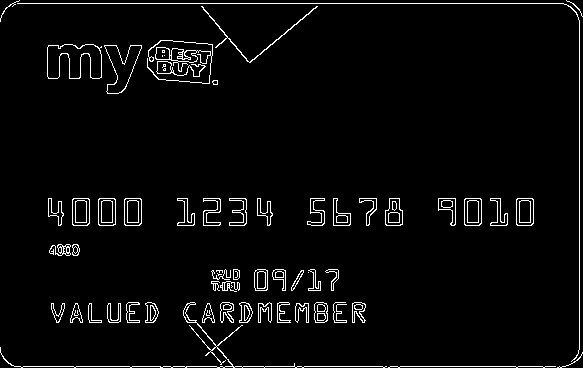 my BEST BUY
4000 1234 5678 9010
4000
VALID THRU 09/17
VALUED CARDMEMBER